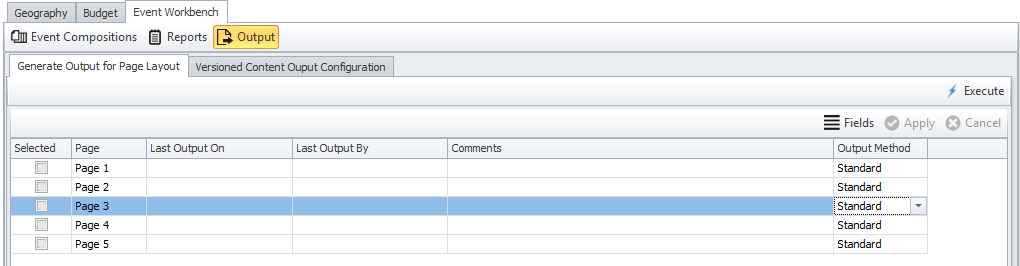 Geography Budget Event Workbench
Event Compositions Reports Output
Generate Output for Page Layout Versioned Content Ouput Configuration
Execute
Fields Apply Cancel
Selected Page Last Output On Last Output By Comments Output Method
Page 1 Standard
Page 2 Standard
Page 3 Standard
Page 4 Standard
Page 5 Standard